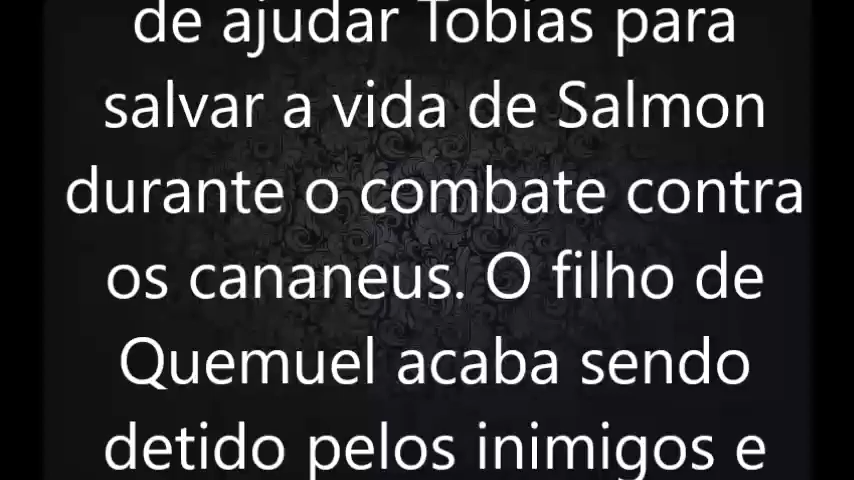 de ajudar Tobias para
salvar a vida de Salmon
durante o combate contra
os cananeus. O filho de
Quemuel acaba sendo
detido pelos inimigos e